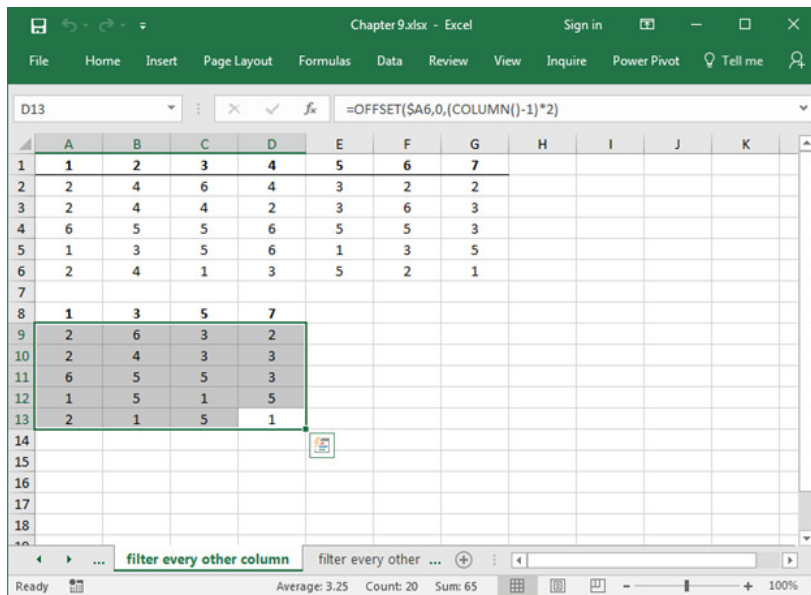 Chapter 9.xlsx - Excel Sign in
File Home Insert Page Layout Formulas Data Review View Inquire Power Pivot Tell me
D13 fx =OFFSET($A6,0,(COLUMN()-1)*2)
A B C D E F G H I J K
1 1 2 3 4 5 6 7
2 2 4 6 4 3 2 2
3 2 4 4 2 3 6 3
4 6 5 5 6 5 5 3
5 1 3 5 6 1 3 5
6 2 4 1 3 5 2 1
7
8 1 3 5 7
9 2 6 3 2
10 2 4 3 3
11 6 5 5 3
12 1 5 1 5
13 2 1 5 1
14
15
16
17
18
19
... filter every other column filter every other ...
Ready Average: 3.25 Count: 20 Sum: 65 100%